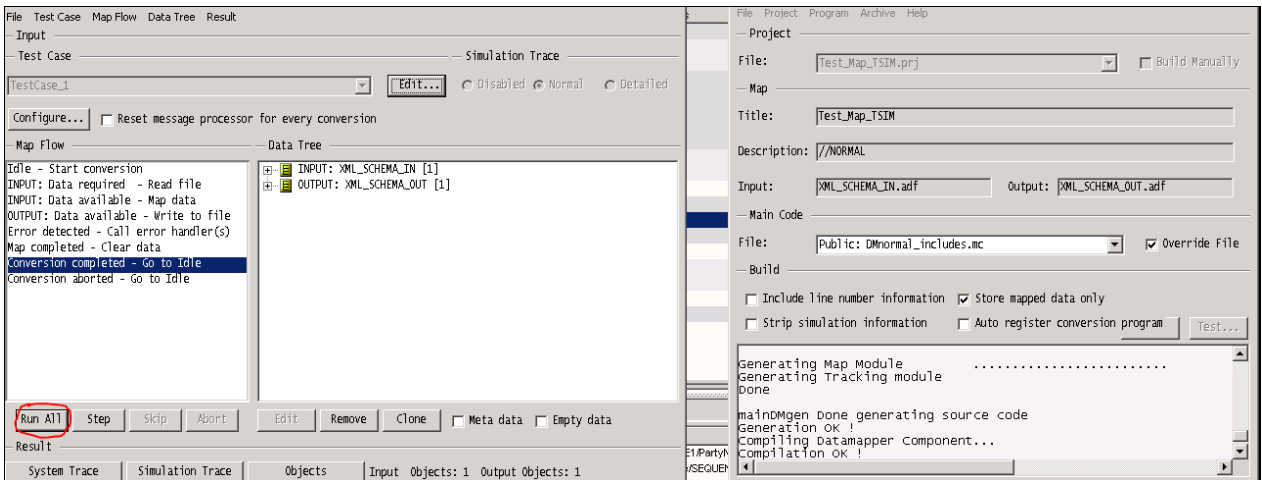 File Test Case Map Flow Data Tree Result
Input
Test Case
Simulation Trace
TestCase_1
Edit...
Disabled Normal Detailed
Configure...
Reset message processor for every conversion
Map Flow
Data Tree
Idle - Start conversion
INPUT: Data required - Read file
INPUT: Data available - Map data
OUTPUT: Data available - Write to file
Error detected - Call error handler(s)
Map completed - Clear data
Conversion completed - Go to Idle
Conversion aborted - Go to Idle
INPUT: XML_SCHEMA_IN [1]
OUTPUT: XML_SCHEMA_OUT [1]
Run All Step Skip Abort
Edit Remove Clone Meta data Empty data
Result
System Trace Simulation Trace Objects Input Objects: 1 Output Objects: 1
File Project Program Archive Help
Project
File: Test_Map_TSIM.prj Build Manually
Map
Title: Test_Map_TSIM
Description: //NORMAL
Input: XML_SCHEMA_IN.adf Output: XML_SCHEMA_OUT.adf
Main Code
File: Public: DMnormal_includes.mc Override File
Build
Include line number information Store mapped data only
Strip simulation information Auto register conversion program
Test...
Generating Map Module .........................
Generating Tracking module
Done
mainDMgen Done generating source code
Generation OK !
Compiling Datamapper Component...
Compilation OK !